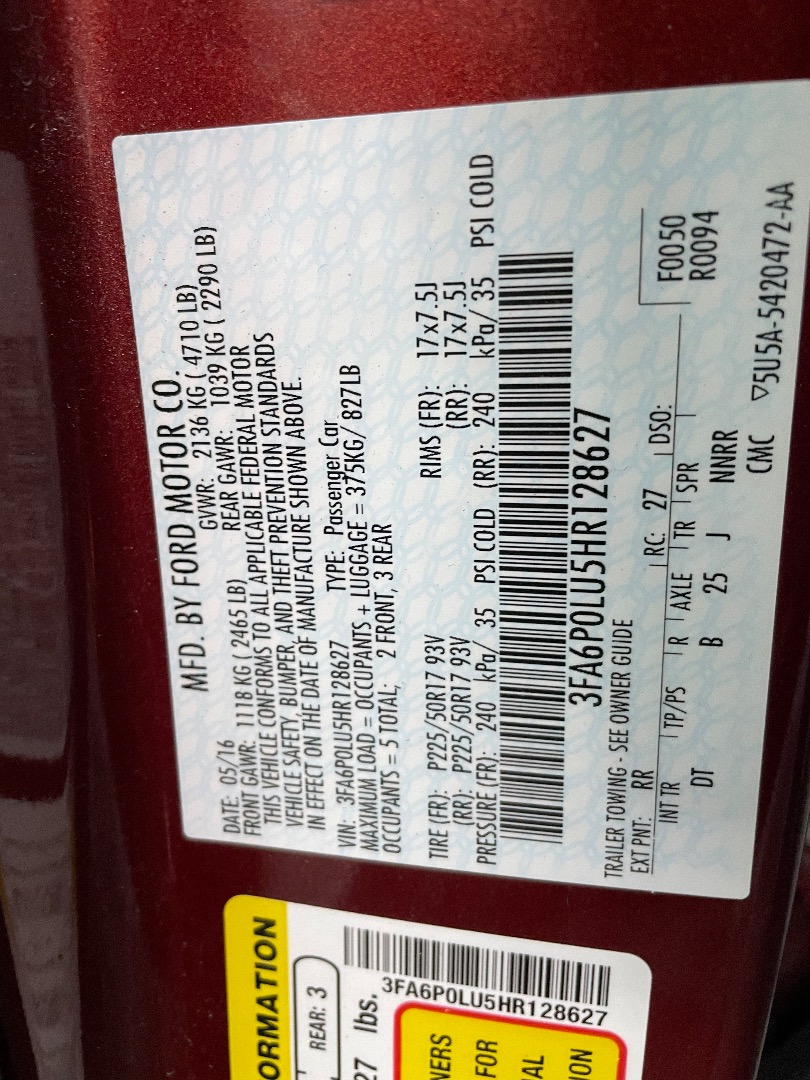 MFD. BY FORD MOTOR CO.
DATE: 05/16 GVWR: 2136 KG ( 4710 LB)
FRONT GAWR: 1118 KG ( 2465 LB) REAR GAWR: 1039 KG ( 2290 LB)
THIS VEHICLE CONFORMS TO ALL APPLICABLE FEDERAL MOTOR
VEHICLE SAFETY, BUMPER, AND THEFT PREVENTION STANDARDS
IN EFFECT ON THE DATE OF MANUFACTURE SHOWN ABOVE.
VIN: 3FA6P0LU5HR128627 TYPE: Passenger Car
MAXIMUM LOAD = OCCUPANTS + LUGGAGE = 375KG/ 827LB
OCCUPANTS = 5 TOTAL; 2 FRONT, 3 REAR
TIRE (FR): P225/50R17 93V RIMS (FR): 17x7.5J
(RR): P225/50R17 93V (RR): 17x7.5J
PRESSURE (FR): 240 kPa/ 35 PSI COLD (RR): 240 kPa/ 35 PSI COLD
3FA6P0LU5HR128627
TRAILER TOWING - SEE OWNER GUIDE
EXT PNT: RR RC: 27 DSO: F0050
R0094
INT TR TP/PS R AXLE TR SPR
DT B 25 J NNRR
CMC ▽5U5A-5420472-AA
ORMATION
REAR: 3
27 lbs.
3FA6P0LU5HR128627
NERS
FOR
AL
ION